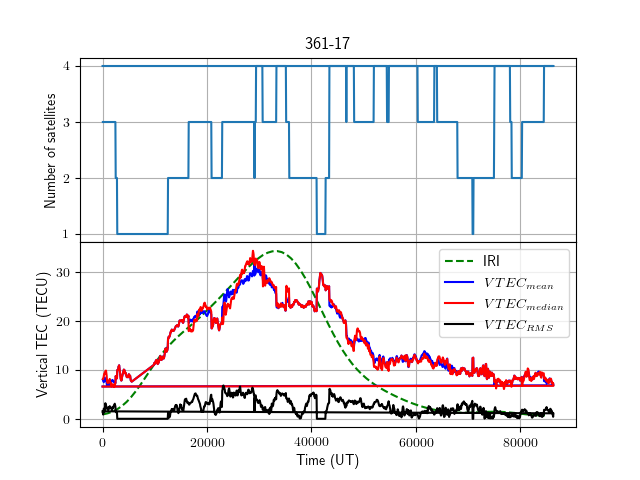 361-17
4
3
2
1
Number of satellites
30
20
10
0
Vertical TEC (TECU)
IRI
VTEC_mean
VTEC_median
VTEC_RMS
0 20000 40000 60000 80000
Time (UT)